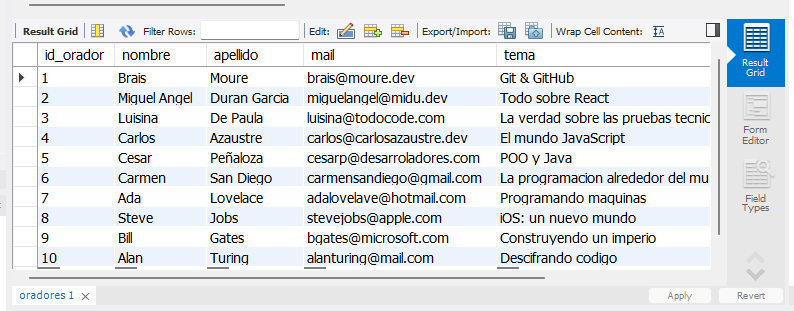 Result Grid Filter Rows: Edit: Export/Import: Wrap Cell Content: IA
id_orador nombre apellido mail tema
1 Brais Moure brais@moure.dev Git & GitHub
2 Miguel Angel Duran Garcia miguelangel@midu.dev Todo sobre React
3 Luisina De Paula luisina@todocode.com La verdad sobre las pruebas tecnic
4 Carlos Azaustre carlos@carlosazaustre.dev El mundo JavaScript
5 Cesar Peñaloza cesarp@desarroladores.com POO y Java
6 Carmen San Diego carmensandiego@gmail.com La programacion alrededor del mu
7 Ada Lovelace adalovelave@hotmail.com Programando maquinas
8 Steve Jobs stevejobs@apple.com iOS: un nuevo mundo
9 Bill Gates bgates@microsoft.com Construyendo un imperio
10 Alan Turing alanturing@mail.com Descifrando codigo
Result
Grid
Form
Editor
Field
Types
oradores 1 Apply Revert